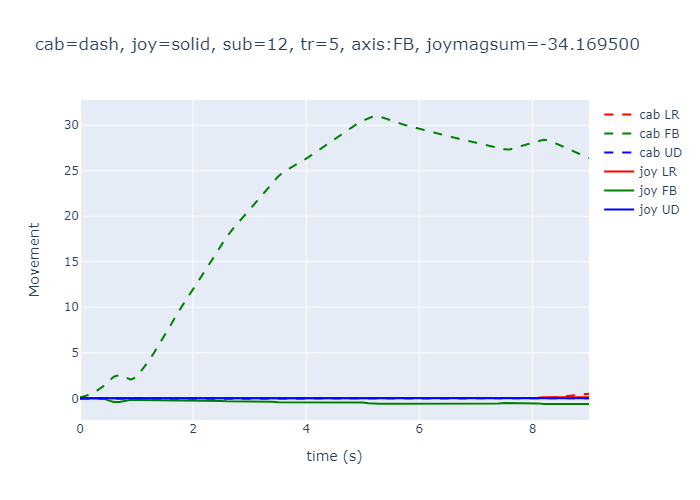 cab=dash, joy=solid, sub=12, tr=5, axis:FB, joymagsum=-34.169500
cab LR
cab FB
cab UD
joy LR
joy FB
joy UD
30
25
20
15
10
5
0
Movement
0 2 4 6 8
time (s)